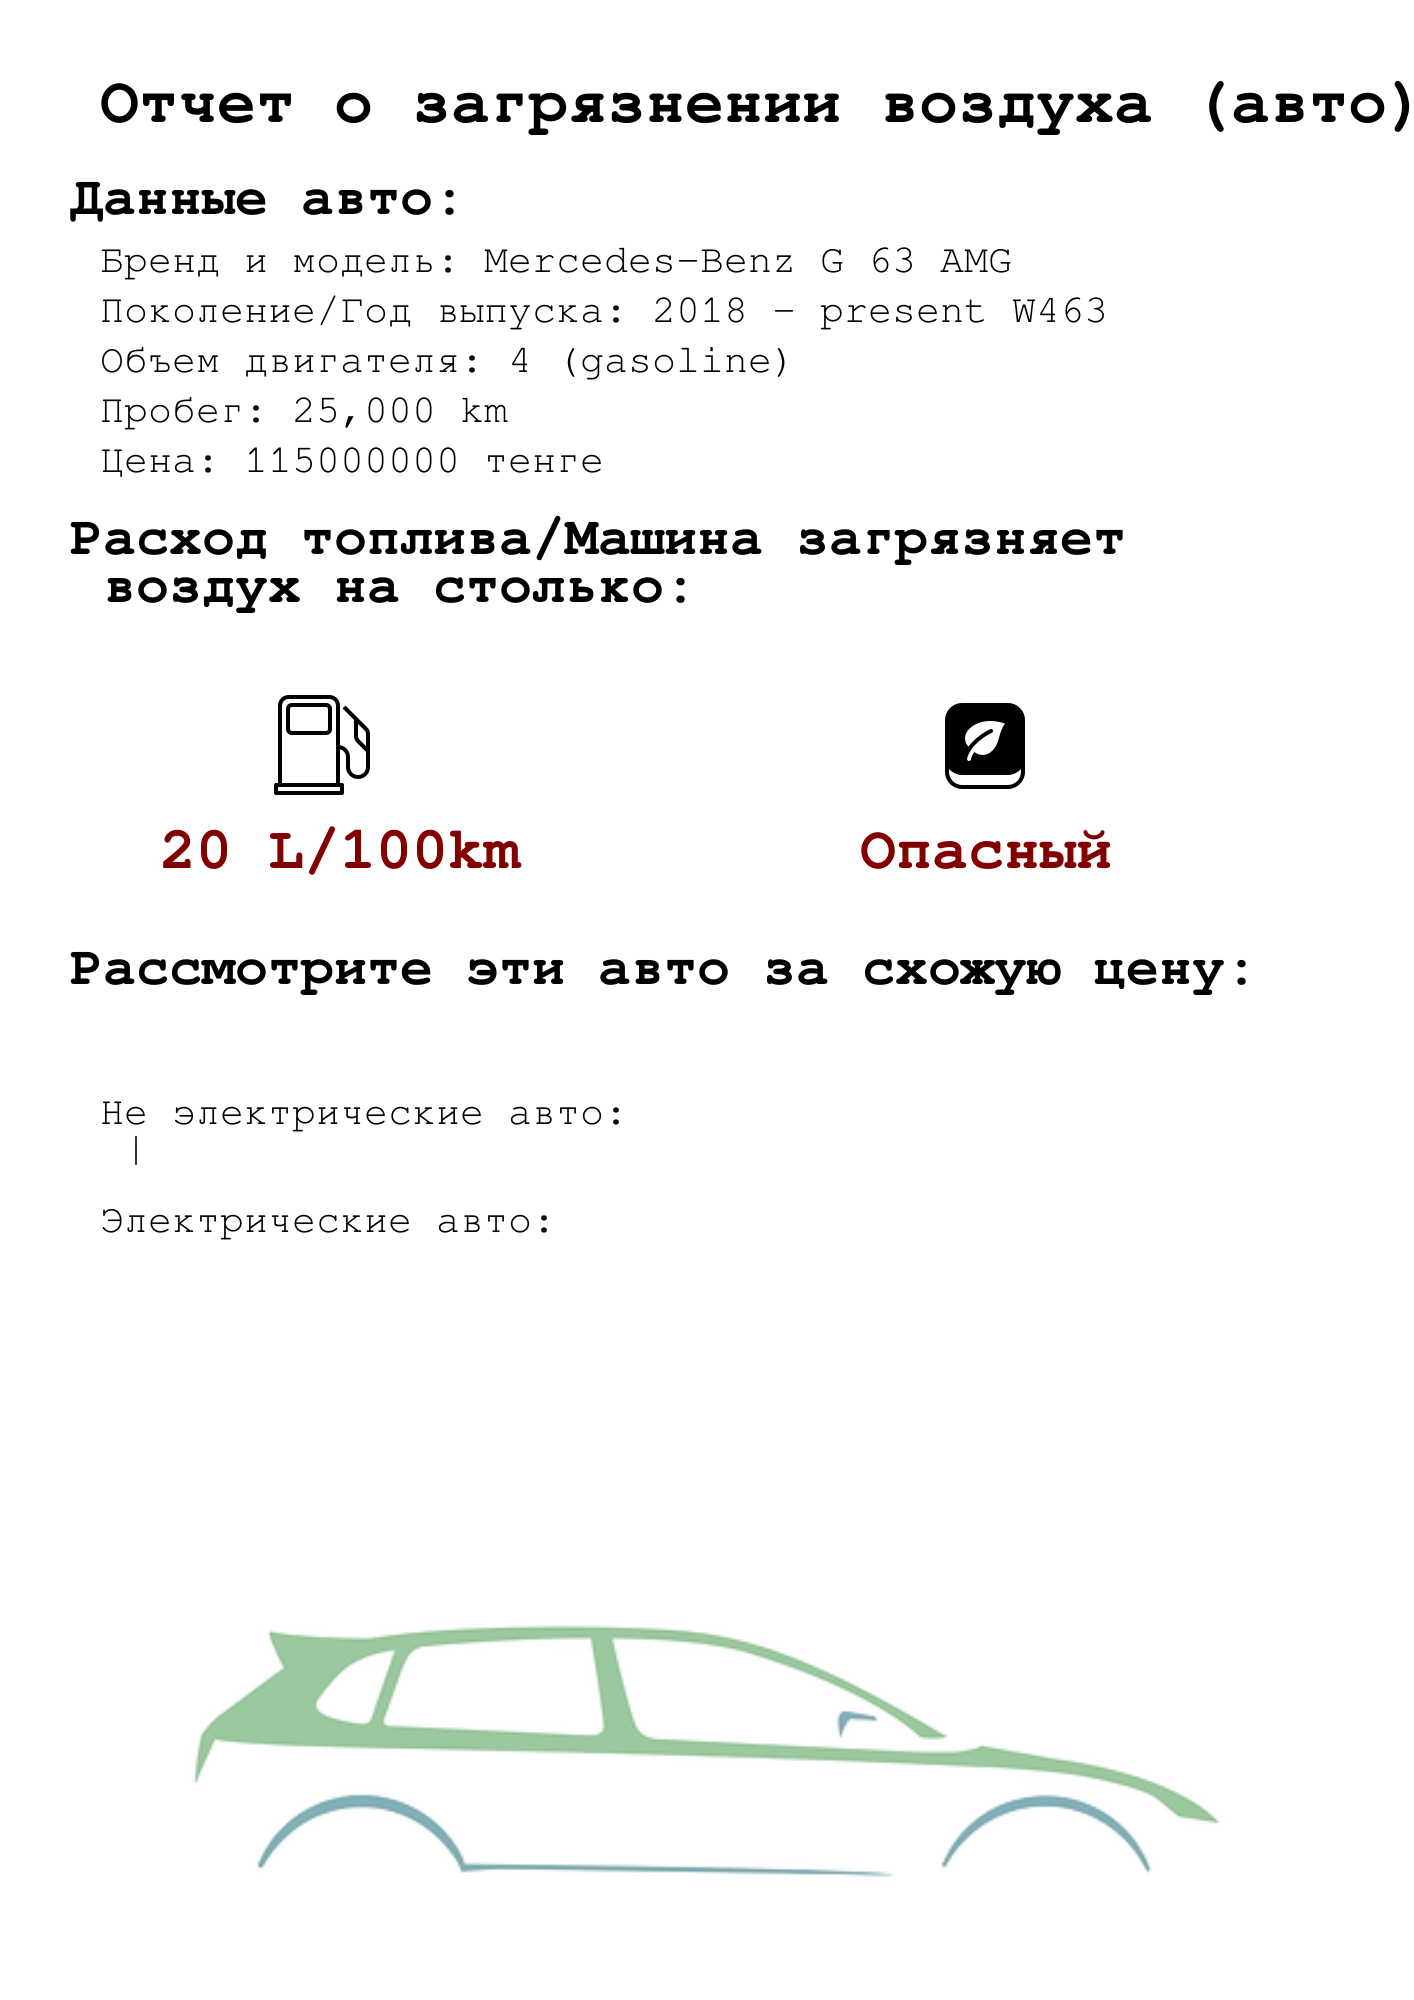 Отчет о загрязнении воздуха (авто)
Данные авто:
Бренд и модель: Mercedes-Benz G 63 AMG
Поколение/Год выпуска: 2018 - present W463
Объем двигателя: 4 (gasoline)
Пробег: 25,000 km
Цена: 115000000 тенге
Расход топлива/Машина загрязняет
воздух на столько:
20 L/100km
Опасный
Рассмотрите эти авто за схожую цену:
Не электрические авто:
|
Электрические авто: